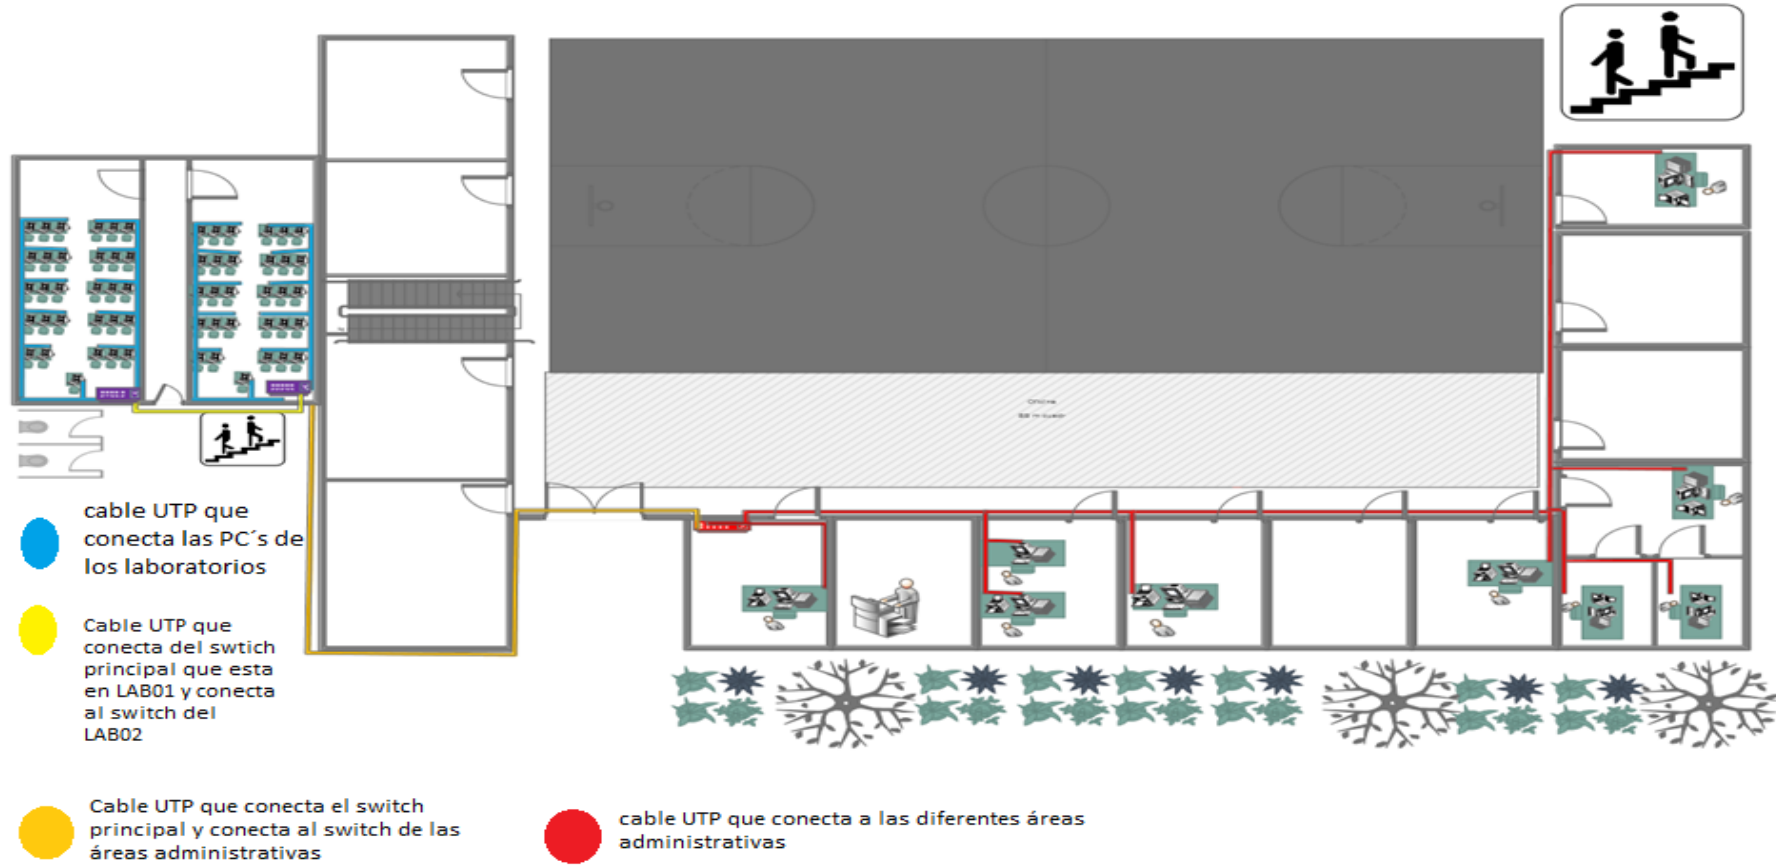 Oficina
cable UTP que
conecta las PC´s de
los laboratorios
Cable UTP que
conecta del swtich
principal que esta
en LAB01 y conecta
al switch del
LAB02
Cable UTP que conecta el switch
principal y conecta al switch de las
áreas administrativas
cable UTP que conecta a las diferentes áreas
administrativas